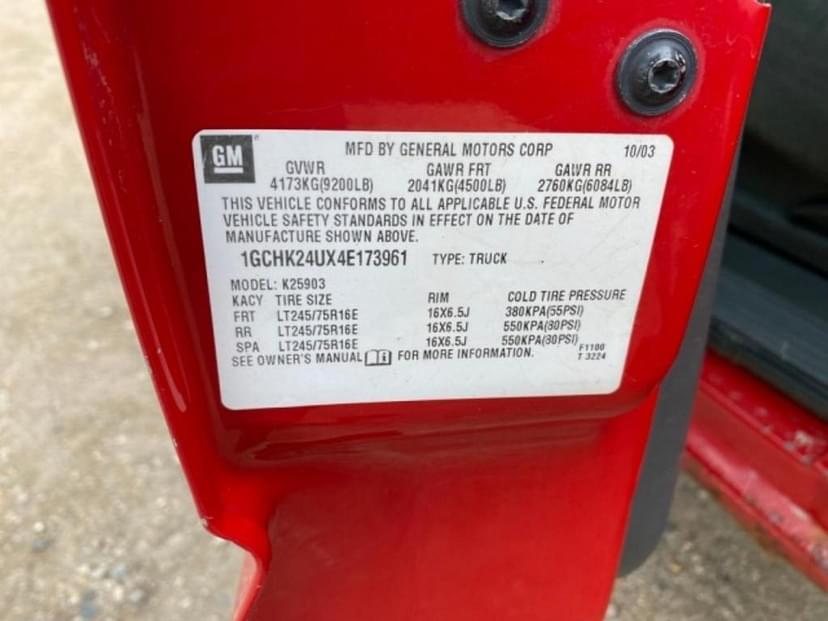 GM MFD BY GENERAL MOTORS CORP 10/03
GVWR GAWR FRT GAWR RR
4173KG(9200LB) 2041KG(4500LB) 2760KG(6084LB)
THIS VEHICLE CONFORMS TO ALL APPLICABLE U.S. FEDERAL MOTOR
VEHICLE SAFETY STANDARDS IN EFFECT ON THE DATE OF
MANUFACTURE SHOWN ABOVE.
1GCHK24UX4E173961 TYPE: TRUCK
MODEL: K25903
KACY TIRE SIZE RIM COLD TIRE PRESSURE
FRT LT245/75R16E 16X6.5J 380KPA(55PSI)
RR LT245/75R16E 16X6.5J 550KPA(80PSI)
SPA LT245/75R16E 16X6.5J 550KPA(80PSI)
SEE OWNER'S MANUAL FOR MORE INFORMATION.
F1100
T 3224